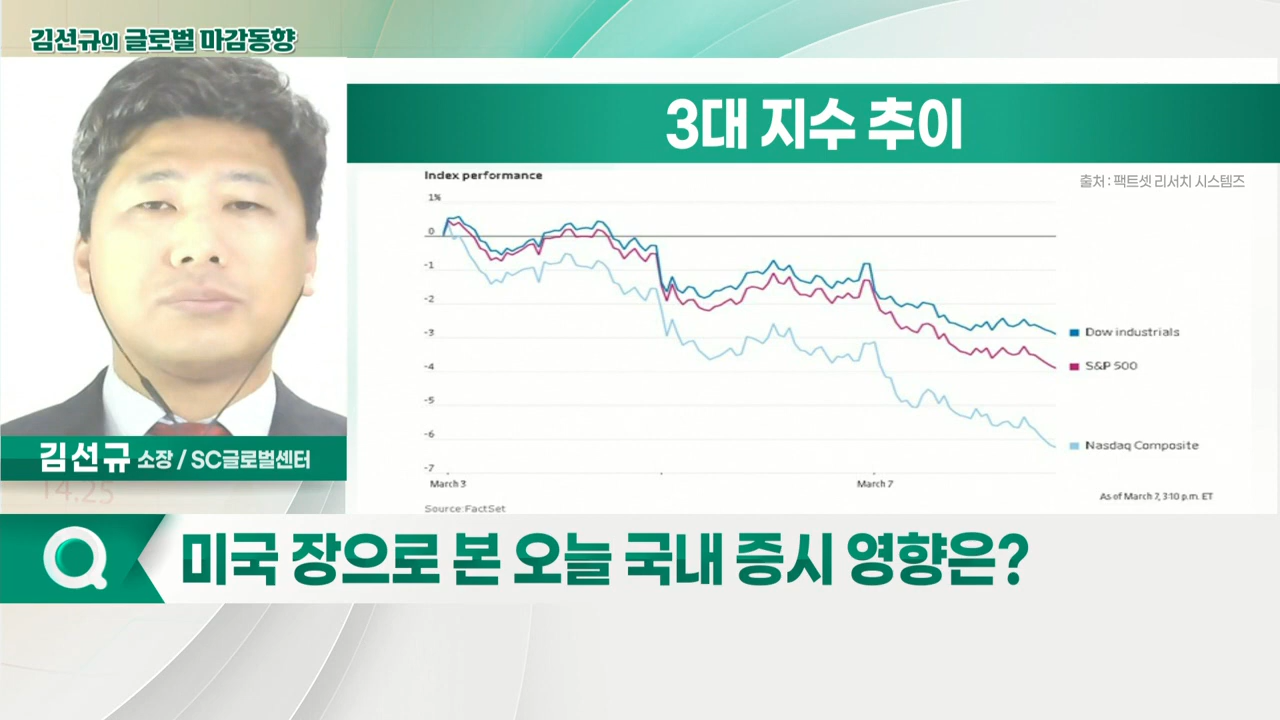 김선규의 글로벌 마감동향
3대 지수 추이
Index performance
출처 : 팩트셋 리서치 시스템즈
1%
0
-1
-2
-3
Dow industrials
-4
S&P 500
-5
-6
Nasdaq Composite
-7
March 3
March 7
As of March 7, 3:10 p.m. ET
Source: FactSet
김선규 소장 / SC글로벌센터
14.25
Q 미국 장으로 본 오늘 국내 증시 영향은?